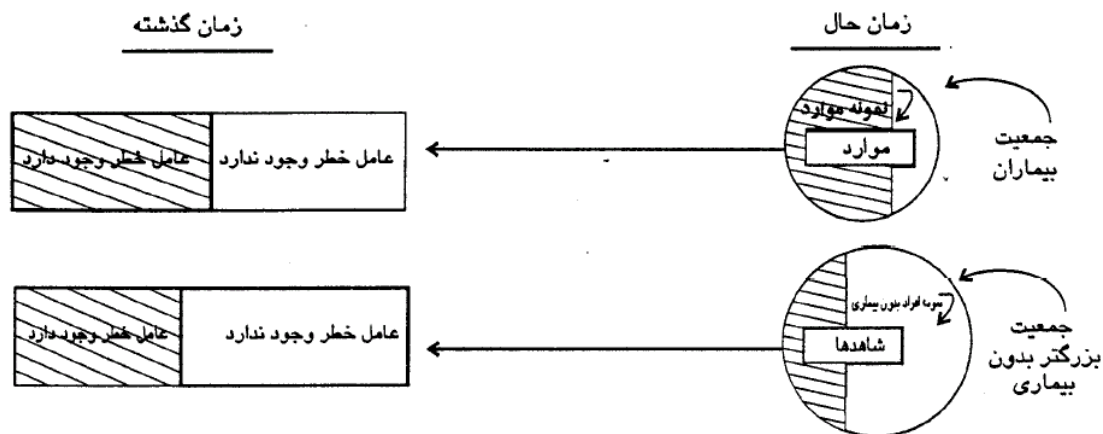 زمان حال
زمان گذشته
نمونه موارد
موارد
جمعیت
بیماران
عامل خطر وجود ندارد
عامل خطر وجود دارد
نمونه افراد بدون بیماری
شاهدها
جمعیت
بزرگتر بدون
بیماری
عامل خطر وجود ندارد
عامل خطر وجود دارد